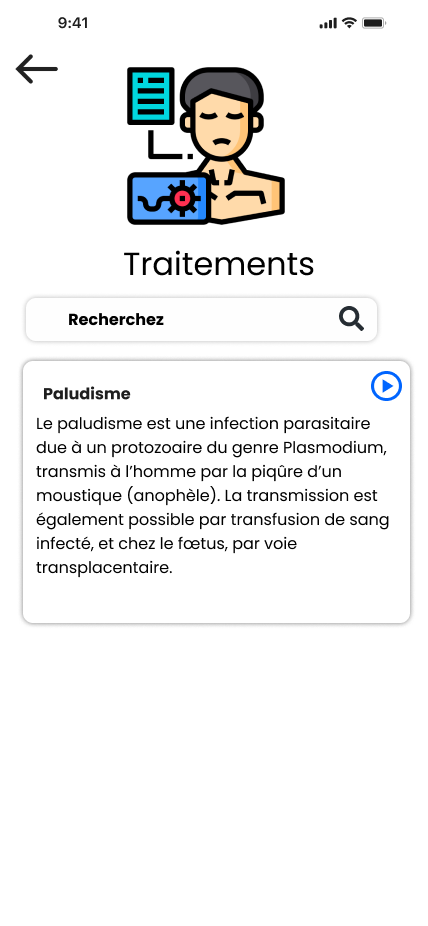 9:41
Traitements
Recherchez
Paludisme
Le paludisme est une infection parasitaire
due à un protozoaire du genre Plasmodium,
transmis à l’homme par la piqûre d’un
moustique (anophèle). La transmission est
également possible par transfusion de sang
infecté, et chez le fœtus, par voie
transplacentaire.